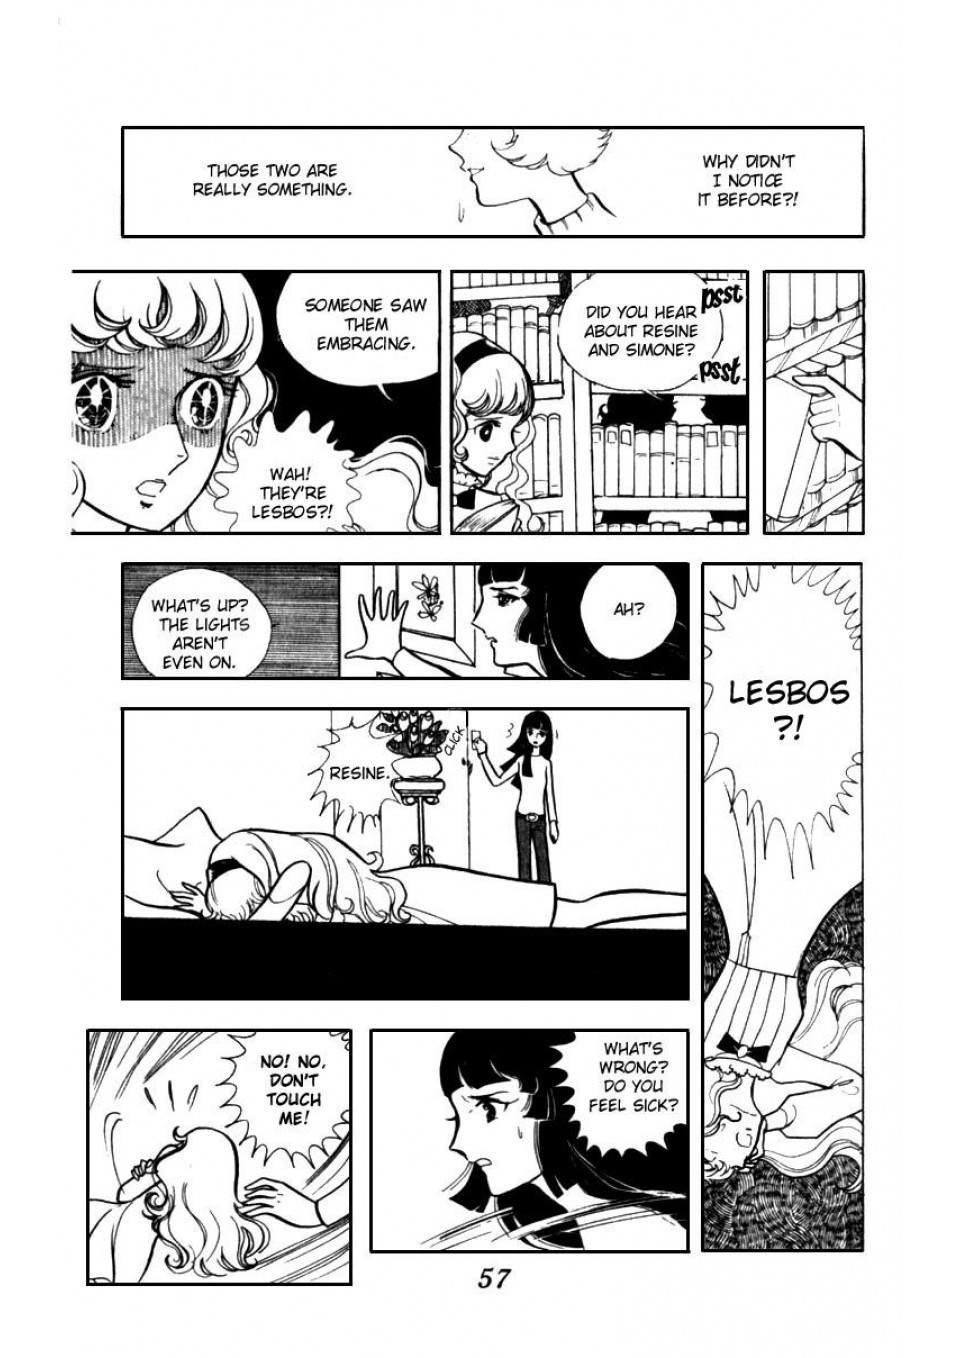 WHY DIDN'T
I NOTICE
IT BEFORE?!
THOSE TWO ARE
REALLY SOMETHING.
psst
DID YOU HEAR
ABOUT RESINE
AND SIMONE?
psst
SOMEONE SAW
THEM
EMBRACING.
WAH!
THEY'RE
LESBOS?!
LESBOS
?!
AH?
WHAT'S UP?
THE LIGHTS
AREN'T
EVEN ON.
CLICK
RESINE.
WHAT'S
WRONG?
DO YOU
FEEL SICK?
NO! NO,
DON'T
TOUCH
ME!
57